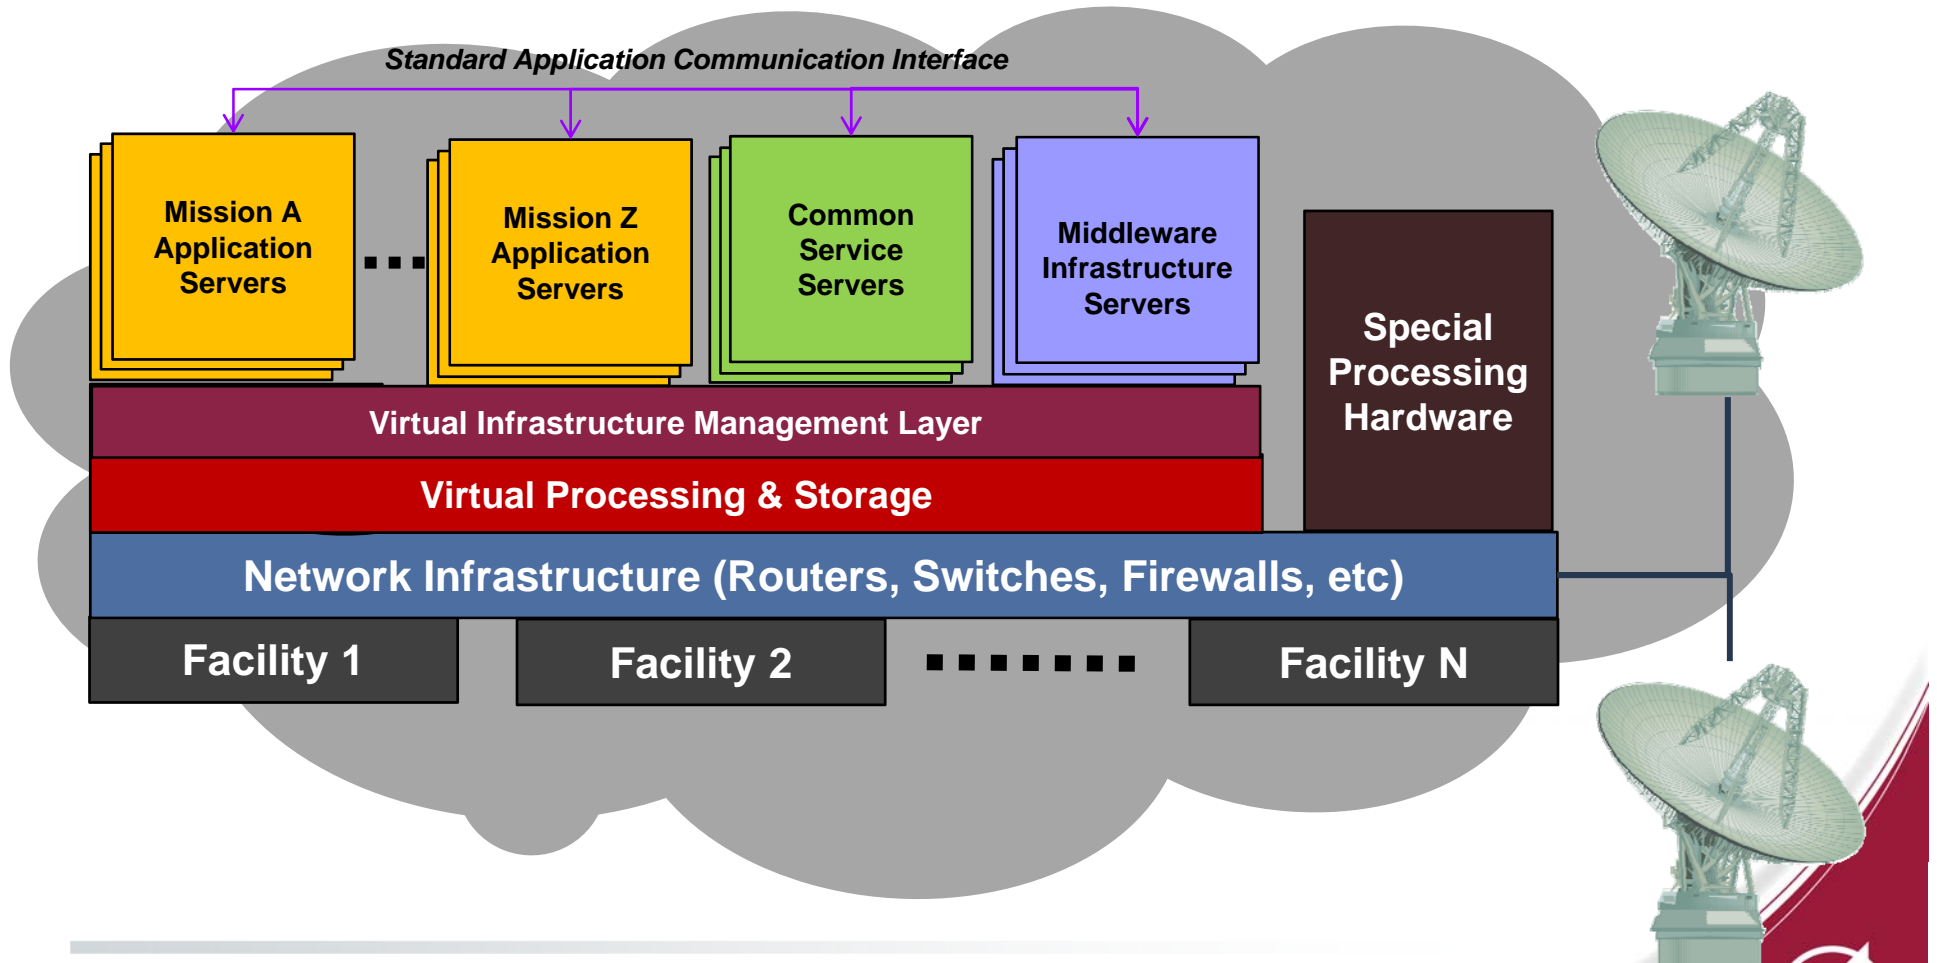 Standard Application Communication Interface
Mission A
Application
Servers
Mission Z
Application
Servers
Common
Service
Servers
Middleware
Infrastructure
Servers
Special
Processing
Hardware
Virtual Infrastructure Management Layer
Virtual Processing & Storage
Network Infrastructure (Routers, Switches, Firewalls, etc)
Facility 1
Facility 2
Facility N